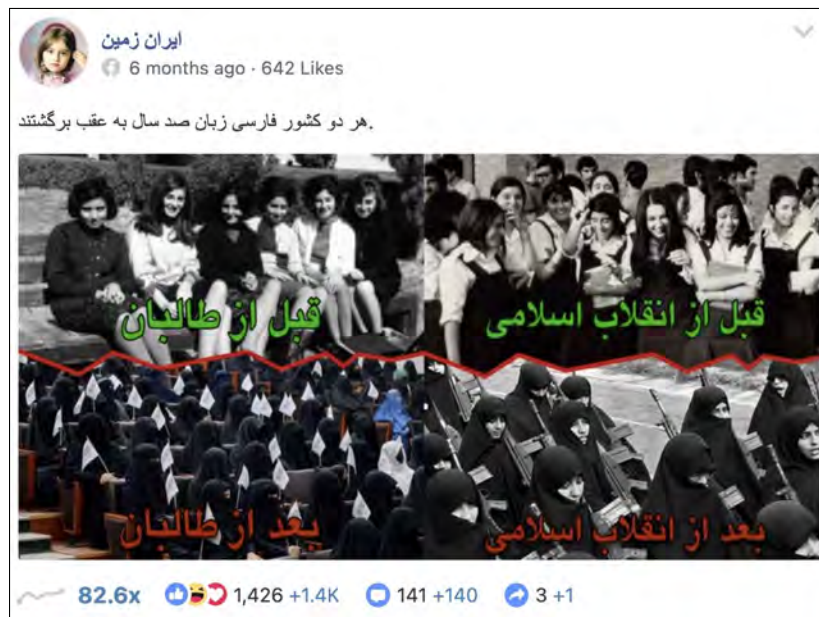 ایران زمین
6 months ago · 642 Likes
هر دو کشور فارسی زبان صد سال به عقب برگشتند.
قبل از انقلاب اسلامی
قبل از طالبان
بعد از انقلاب اسلامی
بعد از طالبان
82.6x 1,426 +1.4K 141 +140 3 +1